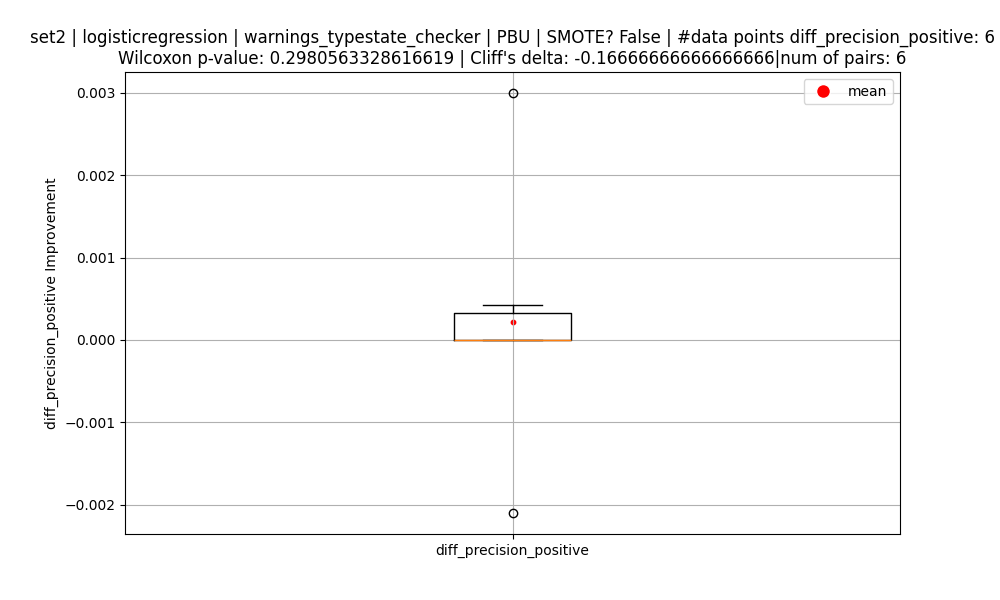 set2 | logisticregression | warnings_typestate_checker | PBU | SMOTE? False | #data points diff_precision_positive: 6
Wilcoxon p-value: 0.2980563328616619 | Cliff's delta: -0.16666666666666666|num of pairs: 6
mean
0.003
0.002
0.001
0.000
−0.001
−0.002
diff_precision_positive Improvement
diff_precision_positive